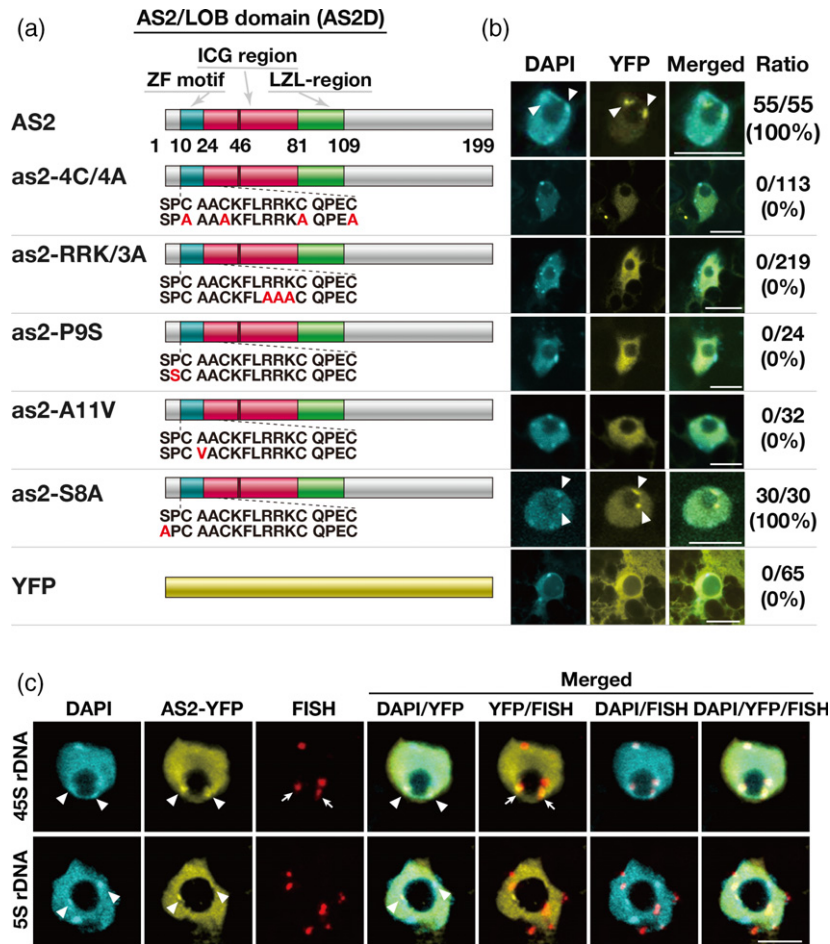 (a)
AS2/LOB domain (AS2D)
ICG region
ZF motif
LZL-region
AS2
1 10 24 46 81 109 199
as2-4C/4A
SPC AACKFLRRKC QPEC
SPA AAAKFLRRKA QPEA
as2-RRK/3A
SPC AACKFLRRKC QPEC
SPC AACKFLAAAC QPEC
as2-P9S
SPC AACKFLRRKC QPEC
SSC AACKFLRRKC QPEC
as2-A11V
SPC AACKFLRRKC QPEC
SPC VACKFLRRKC QPEC
as2-S8A
SPC AACKFLRRKC QPEC
APC AACKFLRRKC QPEC
YFP
(b)
DAPI YFP Merged Ratio
55/55
(100%)
0/113
(0%)
0/219
(0%)
0/24
(0%)
0/32
(0%)
30/30
(100%)
0/65
(0%)
(c)
Merged
DAPI AS2-YFP FISH DAPI/YFP YFP/FISH DAPI/FISH DAPI/YFP/FISH
45S rDNA
5S rDNA